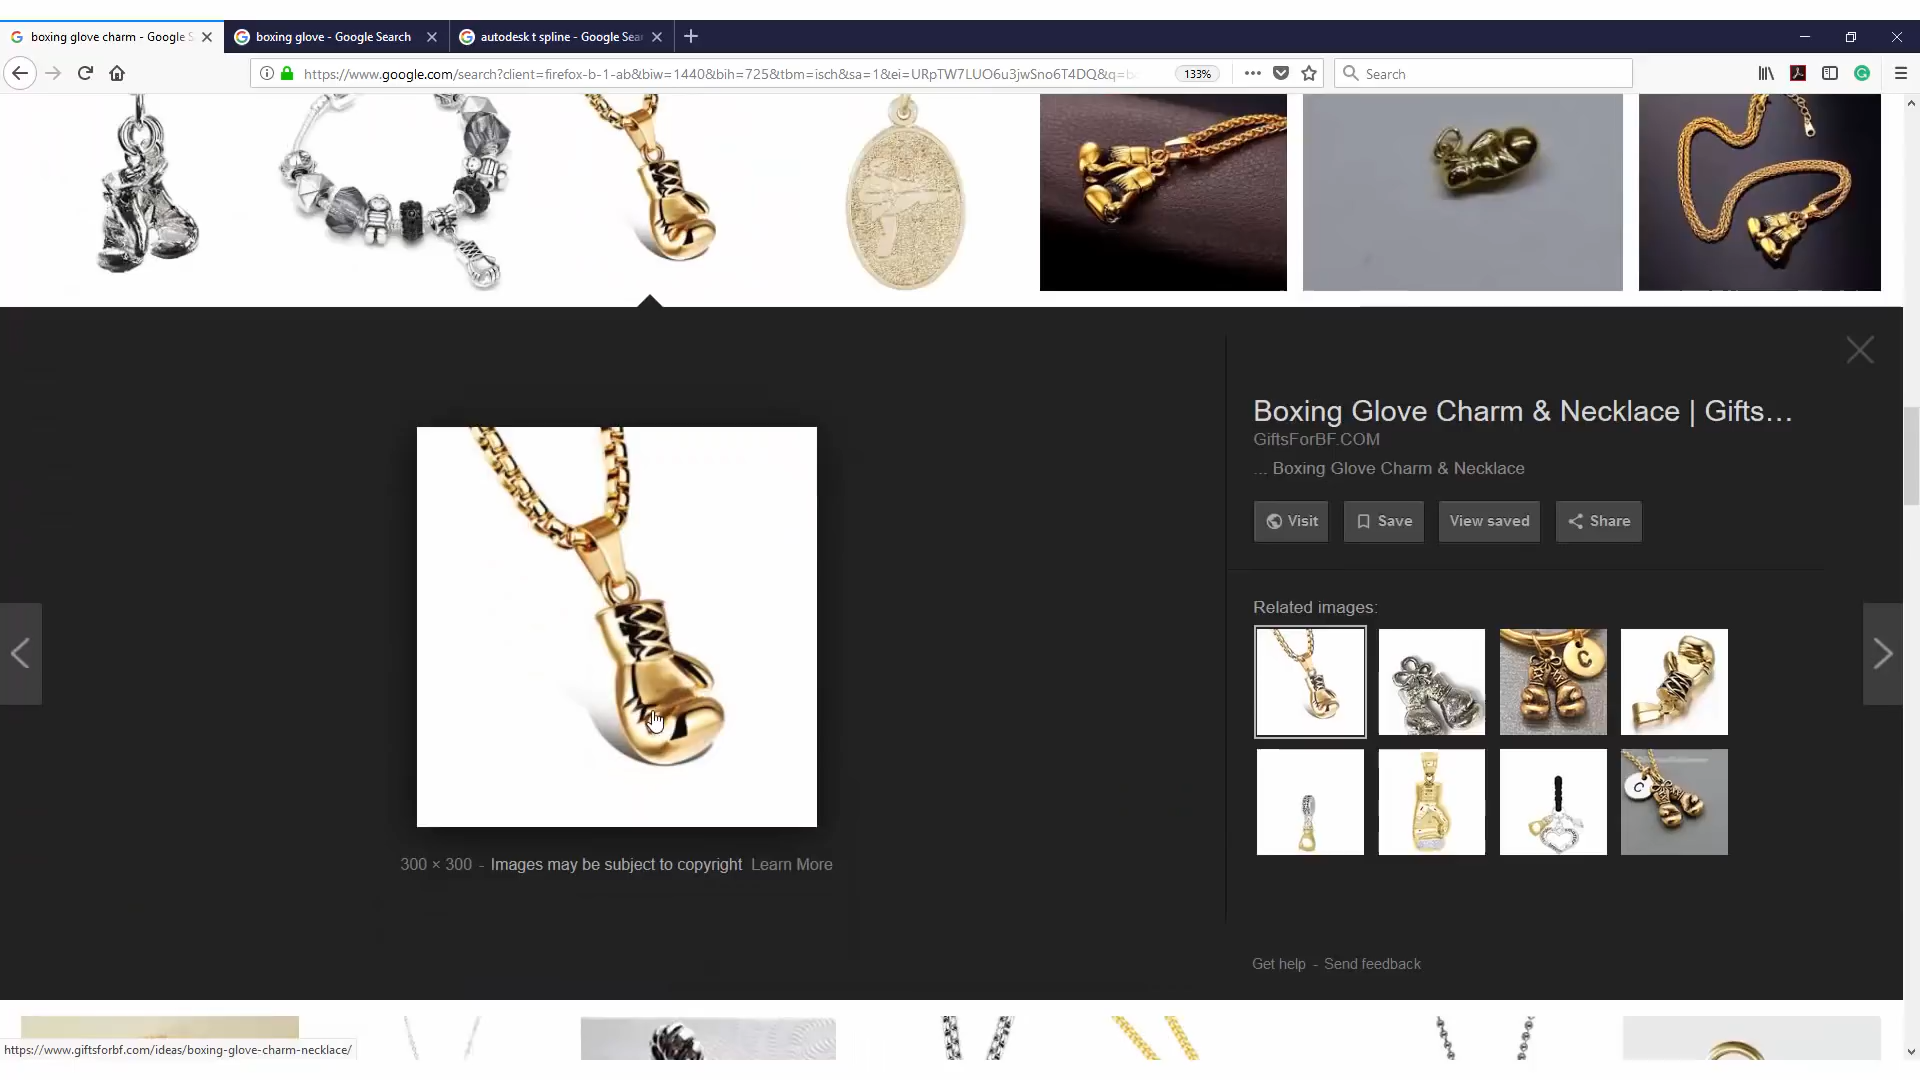 boxing glove charm - Google S
boxing glove - Google Search
autodesk t spline - Google Sea
https://www.google.com/search?client=firefox-b-1-ab&biw=1440&bih=725&tbm=isch&sa=1&ei=URpTW7LUO6u3jwSno6T4DQ&q=b
133%
Search
Boxing Glove Charm & Necklace | Gifts...
GiftsForBF.COM
... Boxing Glove Charm & Necklace
Visit
Save
View saved
Share
Related images:
C
C
300 × 300 - Images may be subject to copyright Learn More
Get help - Send feedback
https://www.giftsforbf.com/ideas/boxing-glove-charm-necklace/